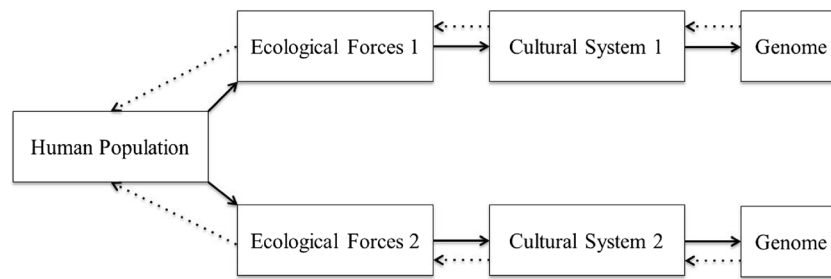 Ecological Forces 1
Cultural System 1
Genome
Human Population
Ecological Forces 2
Cultural System 2
Genome